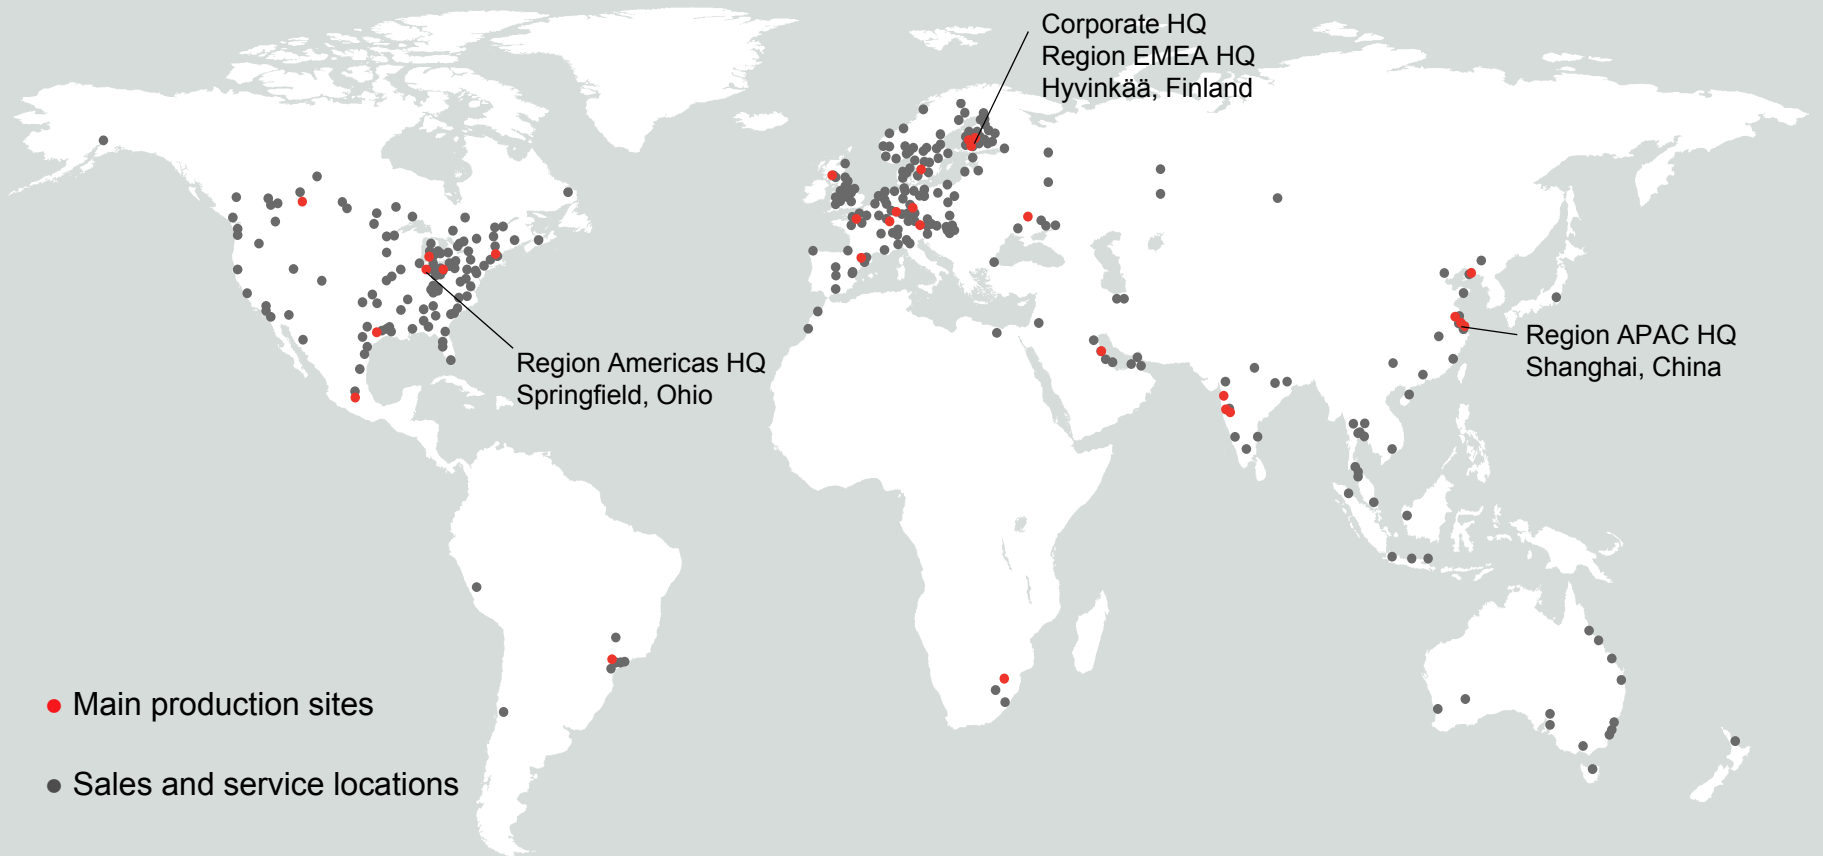 Corporate HQ
Region EMEA HQ
Hyvinkää, Finland
Region Americas HQ
Springfield, Ohio
Region APAC HQ
Shanghai, China
Main production sites
Sales and service locations